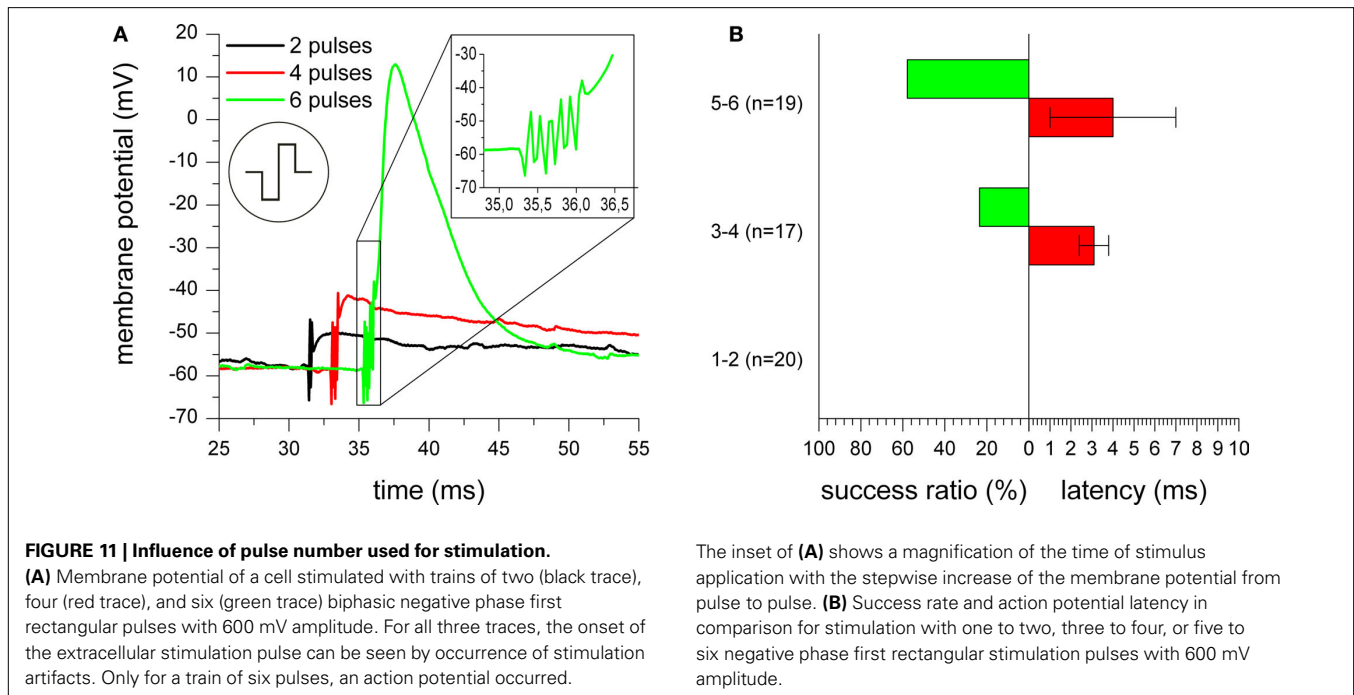 A
membrane potential (mV)
20
10
0
-10
-20
-30
-40
-50
-60
-70
2 pulses
4 pulses
6 pulses
-30
-40
-50
-60
-70
35,0
35,5
36,0
36,5
25
30
35
40
45
50
55
time (ms)
B
5-6 (n=19)
3-4 (n=17)
1-2 (n=20)
100 80 60 40 20 0 1 2 3 4 5 6 7 8 9 10
success ratio (%) latency (ms)
FIGURE 11 | Influence of pulse number used for stimulation.
(A) Membrane potential of a cell stimulated with trains of two (black trace),
four (red trace), and six (green trace) biphasic negative phase first
rectangular pulses with 600 mV amplitude. For all three traces, the onset of
the extracellular stimulation pulse can be seen by occurrence of stimulation
artifacts. Only for a train of six pulses, an action potential occurred.
The inset of (A) shows a magnification of the time of stimulus
application with the stepwise increase of the membrane potential from
pulse to pulse. (B) Success rate and action potential latency in
comparison for stimulation with one to two, three to four, or five to
six negative phase first rectangular stimulation pulses with 600 mV
amplitude.